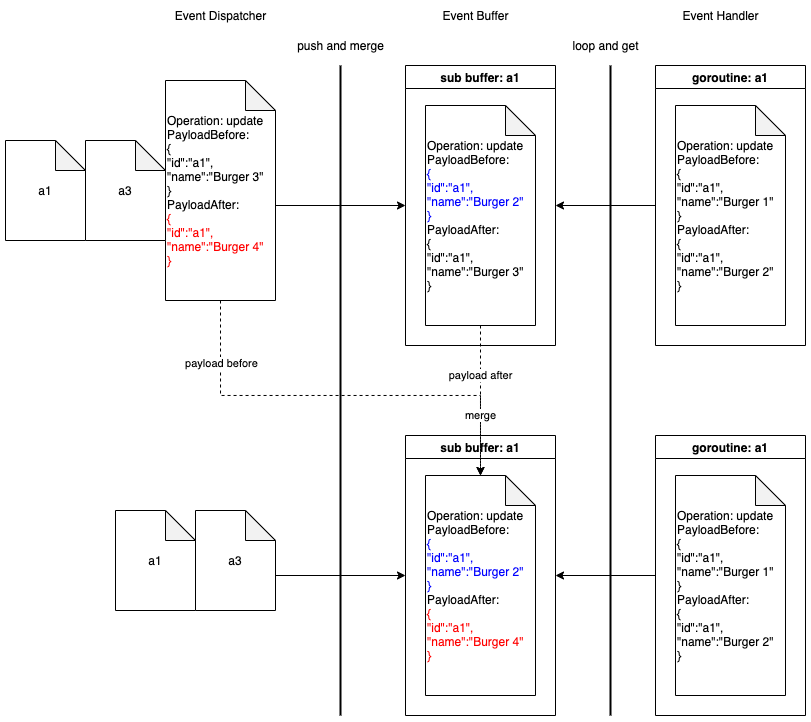 Event Dispatcher
Event Buffer
Event Handler
push and merge
loop and get
sub buffer: a1
goroutine: a1
a1
a3
Operation: update
PayloadBefore:
{
"id":"a1",
"name":"Burger 3"
}
PayloadAfter:
{
"id":"a1",
"name":"Burger 4"
}
Operation: update
PayloadBefore:
{
"id":"a1",
"name":"Burger 2"
}
PayloadAfter:
{
"id":"a1",
"name":"Burger 3"
}
Operation: update
PayloadBefore:
{
"id":"a1",
"name":"Burger 1"
}
PayloadAfter:
{
"id":"a1",
"name":"Burger 2"
}
payload before
payload after
merge
sub buffer: a1
goroutine: a1
a1
a3
Operation: update
PayloadBefore:
{
"id":"a1",
"name":"Burger 2"
}
PayloadAfter:
{
"id":"a1",
"name":"Burger 4"
}
Operation: update
PayloadBefore:
{
"id":"a1",
"name":"Burger 1"
}
PayloadAfter:
{
"id":"a1",
"name":"Burger 2"
}